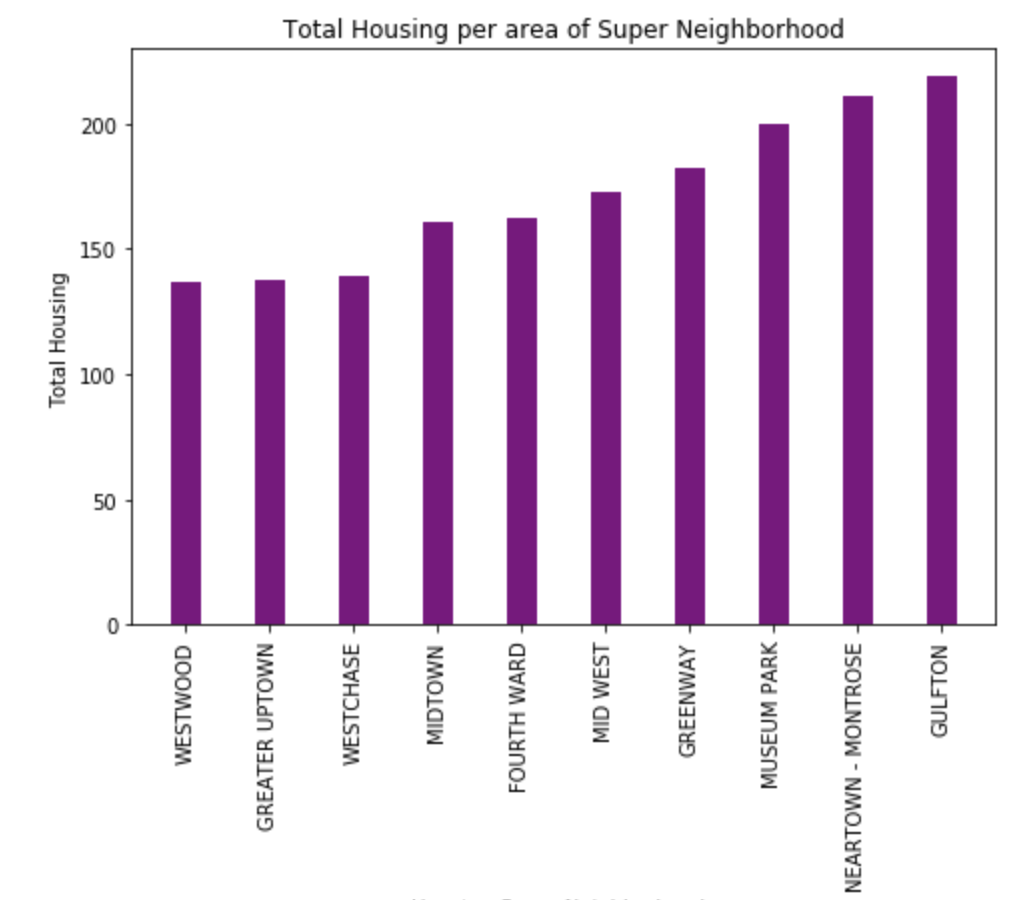 Total Housing per area of Super Neighborhood
Total Housing
200
150
100
50
0
WESTWOOD
GREATER UPTOWN
WESTCHASE
MIDTOWN
FOURTH WARD
MID WEST
GREENWAY
MUSEUM PARK
NEARTOWN - MONTROSE
GULFTON